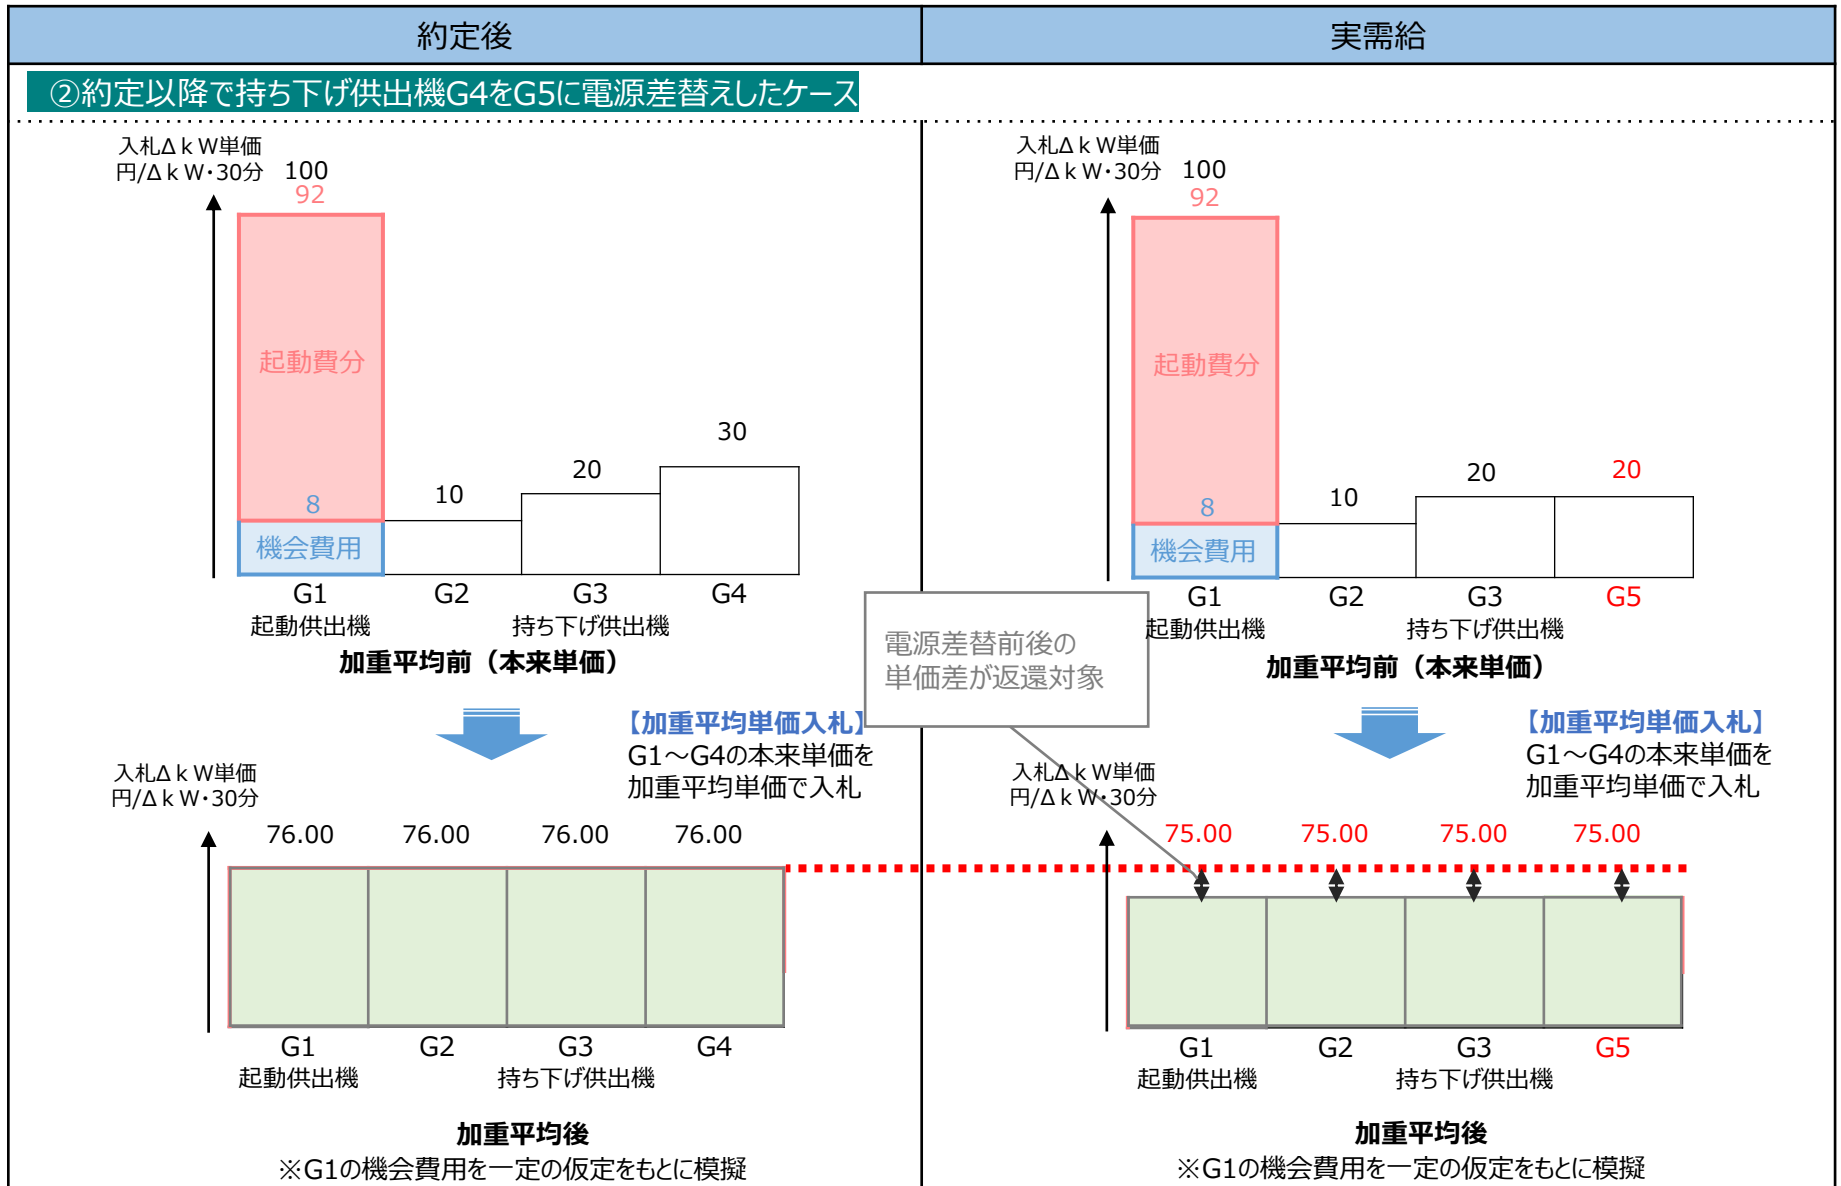 約定後
実需給
②約定以降で持ち下げ供出機G4をG5に電源差替えしたケース
入札ΔｋW単価
円/ΔｋW・30分
100
92
起動費分
8
機会費用
10
20
30
G1
G2
G3
G4
起動供出機
持ち下げ供出機
加重平均前（本来単価）
【加重平均単価入札】
G1～G4の本来単価を
加重平均単価で入札
入札ΔｋW単価
円/ΔｋW・30分
76.00
76.00
76.00
76.00
G1
G2
G3
G4
起動供出機
持ち下げ供出機
加重平均後
※G1の機会費用を一定の仮定をもとに模擬
電源差替前後の
単価差が返還対象
入札ΔｋW単価
円/ΔｋW・30分
100
92
起動費分
8
機会費用
10
20
20
G1
G2
G3
G5
起動供出機
持ち下げ供出機
加重平均前（本来単価）
【加重平均単価入札】
G1～G4の本来単価を
加重平均単価で入札
入札ΔｋW単価
円/ΔｋW・30分
75.00
75.00
75.00
75.00
G1
G2
G3
G5
起動供出機
持ち下げ供出機
加重平均後
※G1の機会費用を一定の仮定をもとに模擬